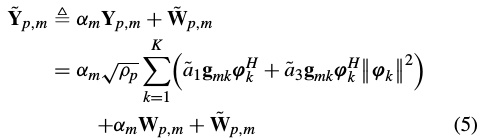 Ỹ_{p,m} ≜ α_m Y_{p,m} + W̃_{p,m}
= α_m √ρ_p ∑_{k=1}^{K} ( ã_1 g_{mk} φ_k^H + ã_3 g_{mk} φ_k^H ‖φ_k‖^2 )
+α_m W_{p,m} + W̃_{p,m} (5)